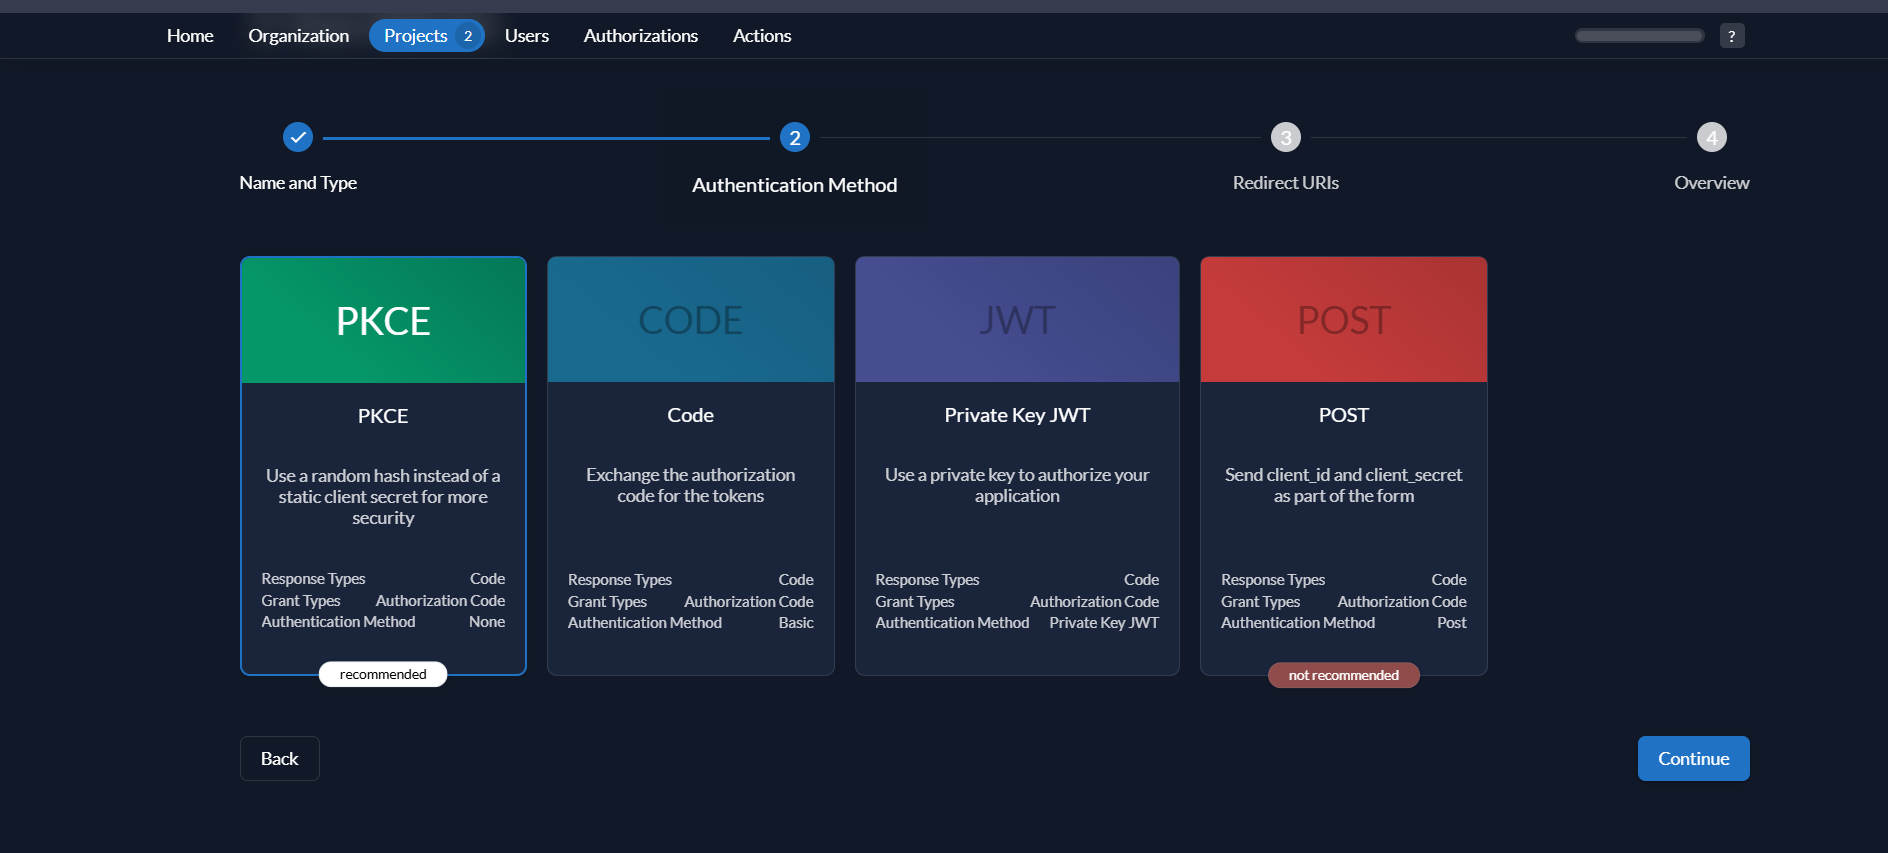 Home Organization Projects 2 Users Authorizations Actions ?
2 3 4
Name and Type Authentication Method Redirect URIs Overview
PKCE
PKCE
Use a random hash instead of a
static client secret for more
security
Response Types Code
Grant Types Authorization Code
Authentication Method None
recommended
CODE
Code
Exchange the authorization
code for the tokens
Response Types Code
Grant Types Authorization Code
Authentication Method Basic
JWT
Private Key JWT
Use a private key to authorize your
application
Response Types Code
Grant Types Authorization Code
Authentication Method Private Key JWT
POST
POST
Send client_id and client_secret
as part of the form
Response Types Code
Grant Types Authorization Code
Authentication Method Post
not recommended
Back Continue